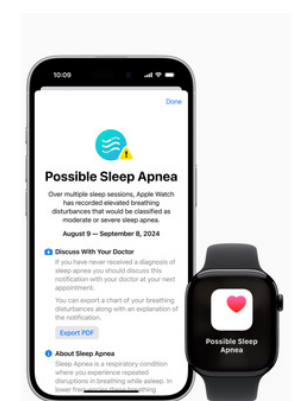 10:09
Done
Possible Sleep Apnea
Over multiple sleep sessions, Apple Watch
has recorded elevated breathing
disturbances that would be classified as
moderate or severe sleep apnea.
August 9 — September 8, 2024
Discuss With Your Doctor
If you have never received a diagnosis of
sleep apnea you should discuss this
notification with your doctor at your next
appointment.
You can export a chart of your breathing
disturbances along with an explanation of
the notification.
Export PDF
About Sleep Apnea
Sleep Apnea is a respiratory condition
where you experience repeated
disruptions in breathing while asleep. In
lower frequencies these breathing
Possible Sleep
Apnea